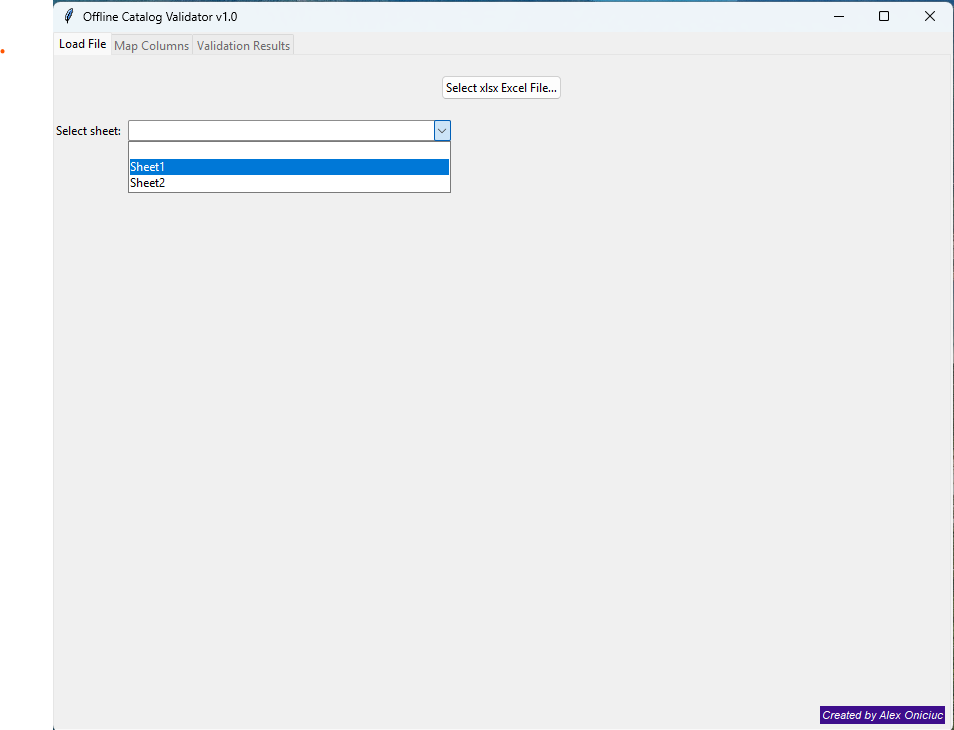 Offline Catalog Validator v1.0
Load File Map Columns Validation Results
Select xlsx Excel File...
Select sheet:
Sheet1
Sheet2
Created by Alex Oniciuc